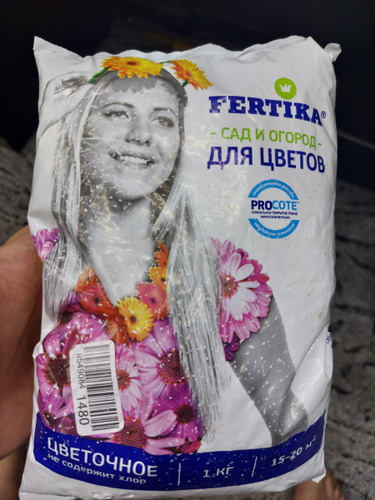 FERTIKA®
- САД И ОГОРОД -
ДЛЯ ЦВЕТОВ
PROCOTE
1480
ЦВЕТОЧНОЕ
не содержит хлор
1 кг
15-20 м²